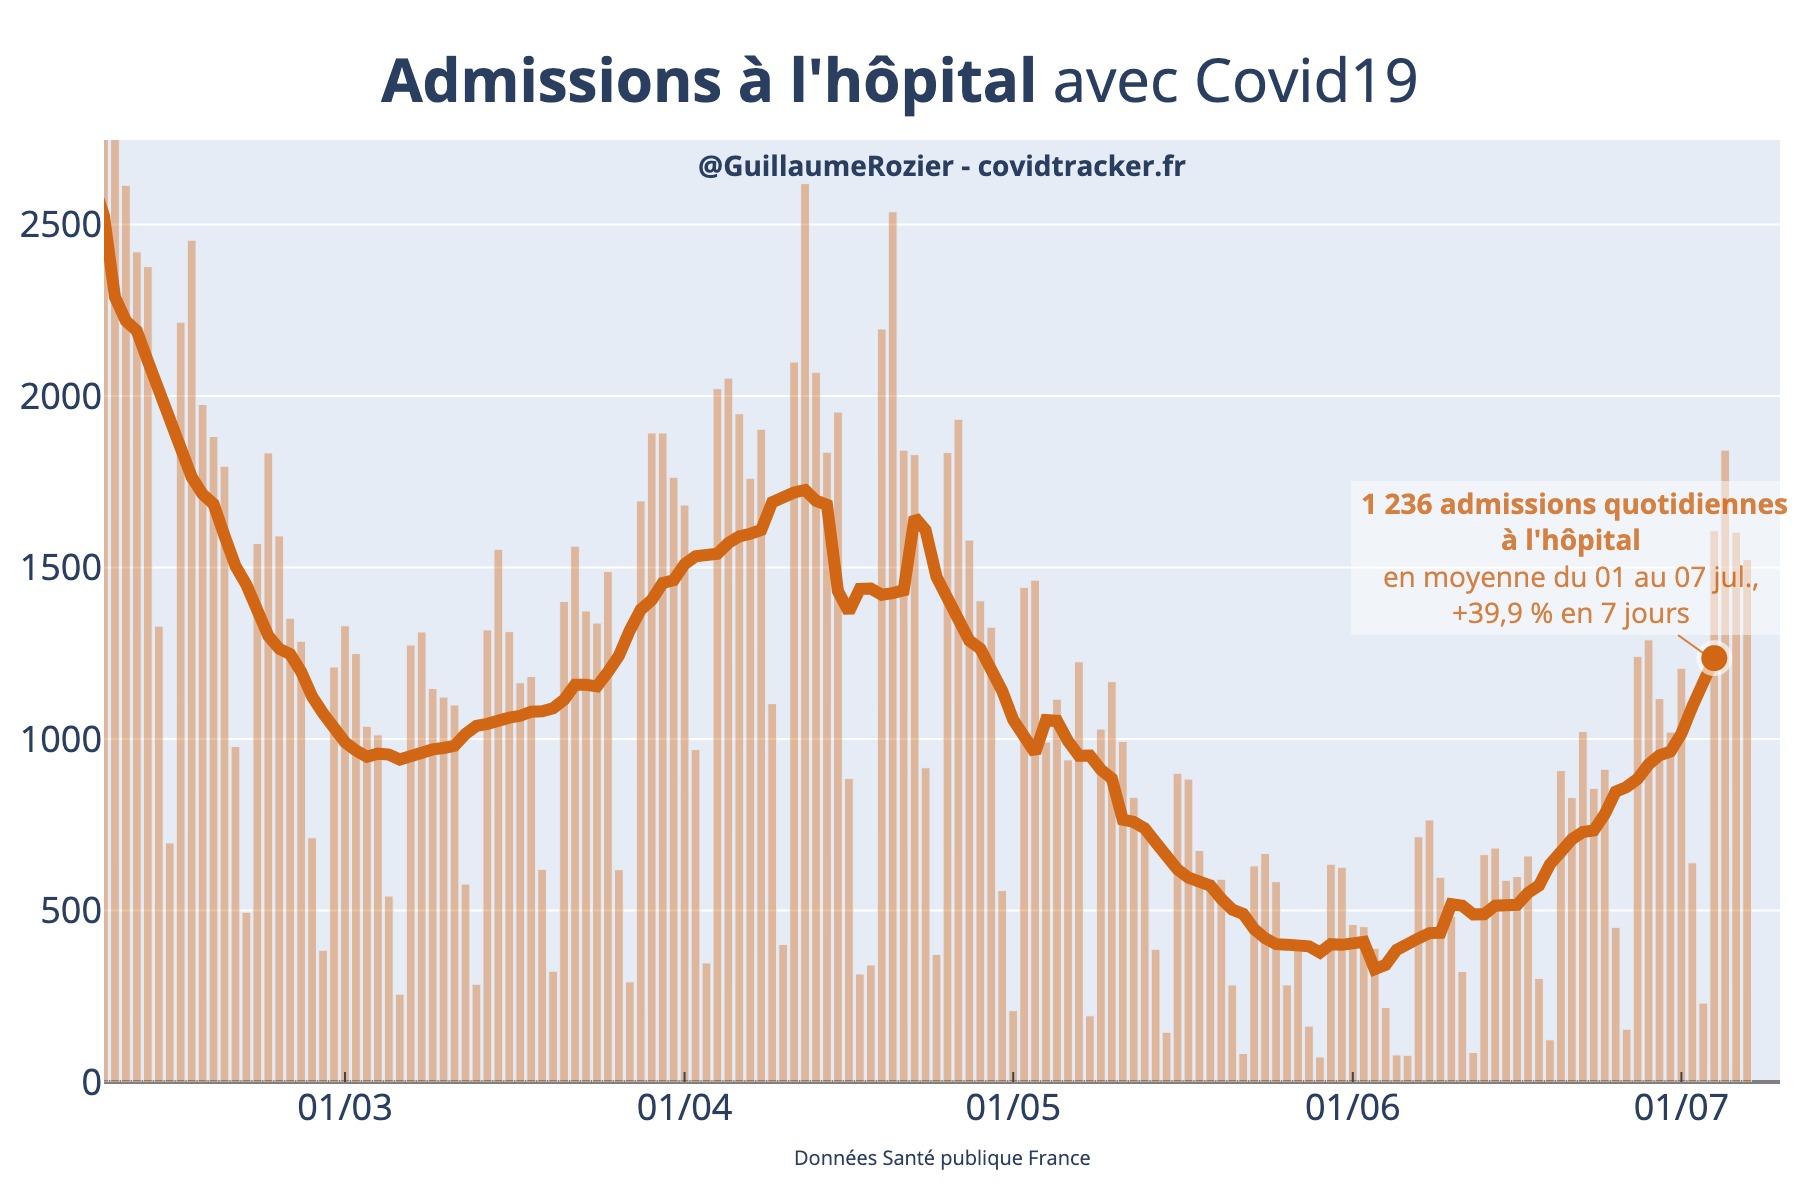 Admissions à l'hôpital avec Covid19
@GuillaumeRozier - covidtracker.fr
2500
2000
1500
1000
500
0
1 236 admissions quotidiennes
à l'hôpital
en moyenne du 01 au 07 jul.,
+39,9 % en 7 jours
01/03
01/04
01/05
01/06
01/07
Données Santé publique France